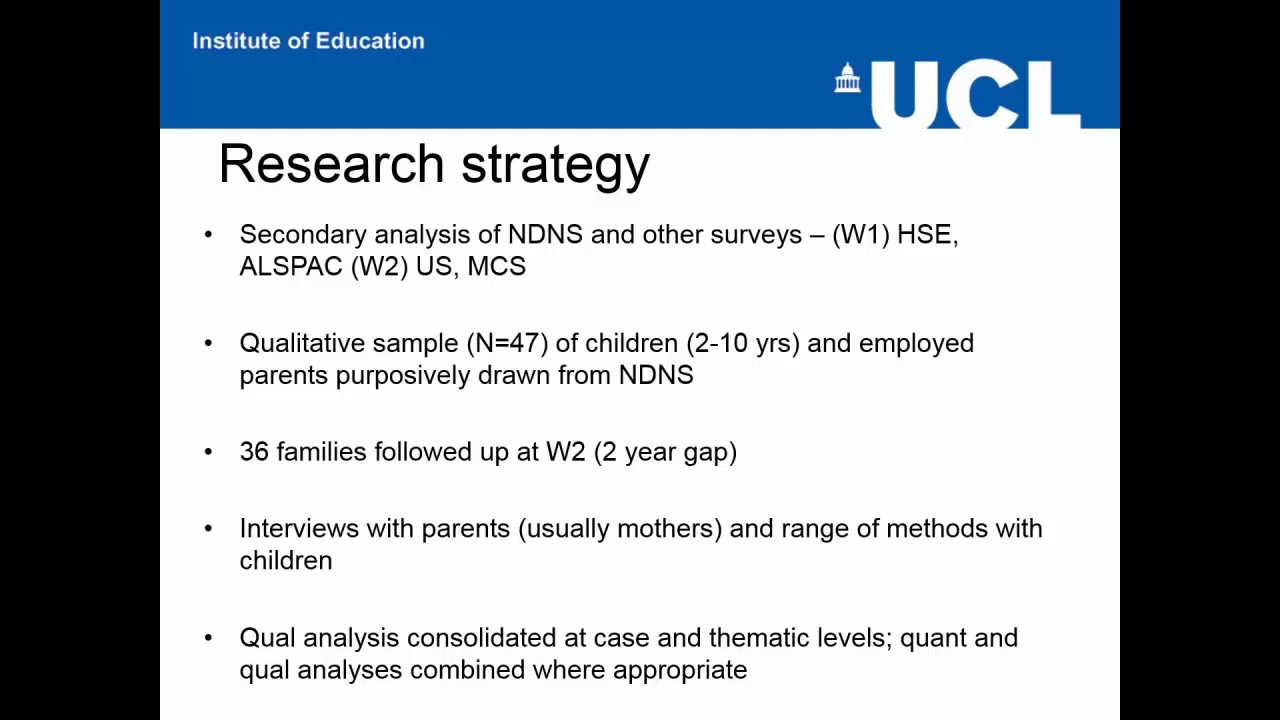 Institute of Education
UCL
Research strategy
• Secondary analysis of NDNS and other surveys – (W1) HSE,
ALSPAC (W2) US, MCS
• Qualitative sample (N=47) of children (2-10 yrs) and employed
parents purposively drawn from NDNS
• 36 families followed up at W2 (2 year gap)
• Interviews with parents (usually mothers) and range of methods with
children
• Qual analysis consolidated at case and thematic levels; quant and
qual analyses combined where appropriate